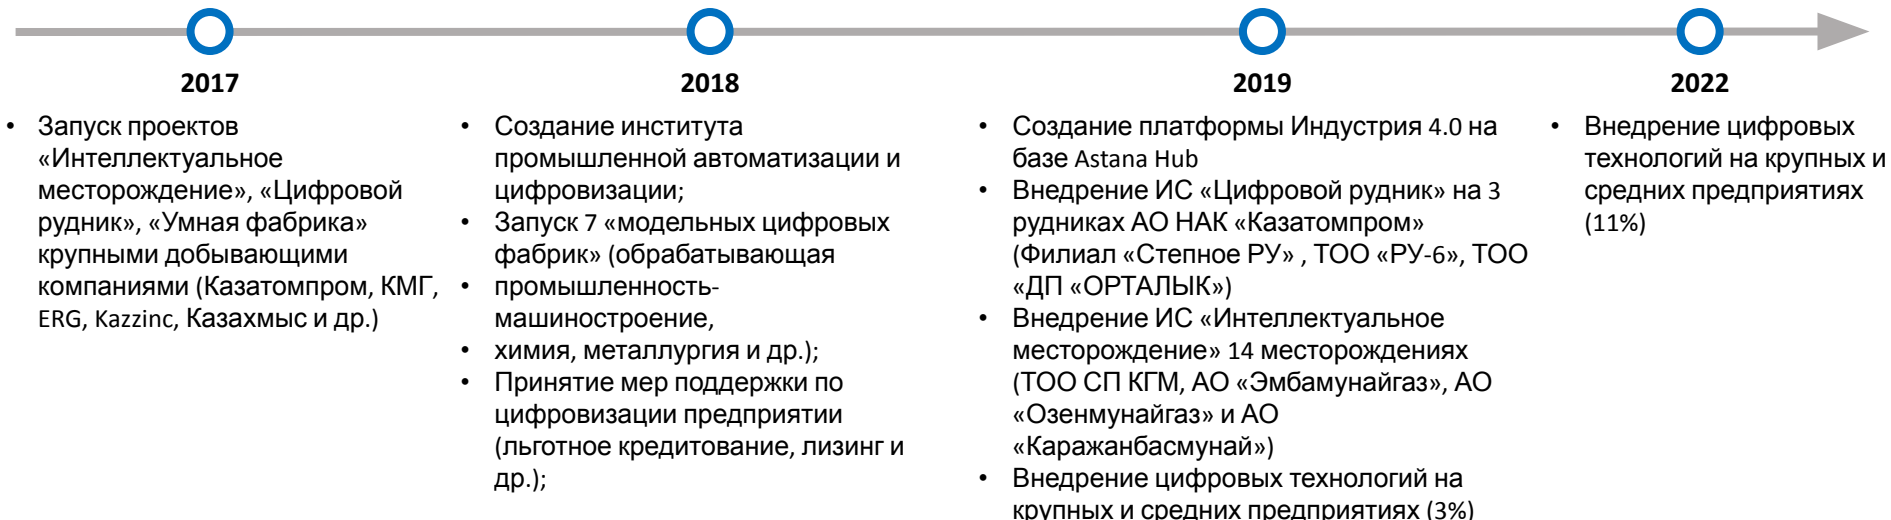 2017
• Запуск проектов
«Интеллектуальное
месторождение», «Цифровой
рудник», «Умная фабрика»
крупными добывающими
компаниями (Казатомпром, КМГ,
ERG, Kazzinc, Казахмыс и др.)
2018
• Создание института
промышленной автоматизации и
цифровизации;
• Запуск 7 «модельных цифровых
фабрик» (обрабатывающая
• промышленность-
машиностроение,
• химия, металлургия и др.);
• Принятие мер поддержки по
цифровизации предприятии
(льготное кредитование, лизинг и
др.);
2019
• Создание платформы Индустрия 4.0 на
базе Astana Hub
• Внедрение ИС «Цифровой рудник» на 3
рудниках АО НАК «Казатомпром»
(Филиал «Степное РУ» , ТОО «РУ-6», ТОО
«ДП «ОРТАЛЫК»)
• Внедрение ИС «Интеллектуальное
месторождение» 14 месторождениях
(ТОО СП КГМ, АО «Эмбамунайгаз», АО
«Озенмунайгаз» и АО
«Каражанбасмунай»)
• Внедрение цифровых технологий на
крупных и средних предприятиях (3%)
2022
• Внедрение цифровых
технологий на крупных и
средних предприятиях
(11%)